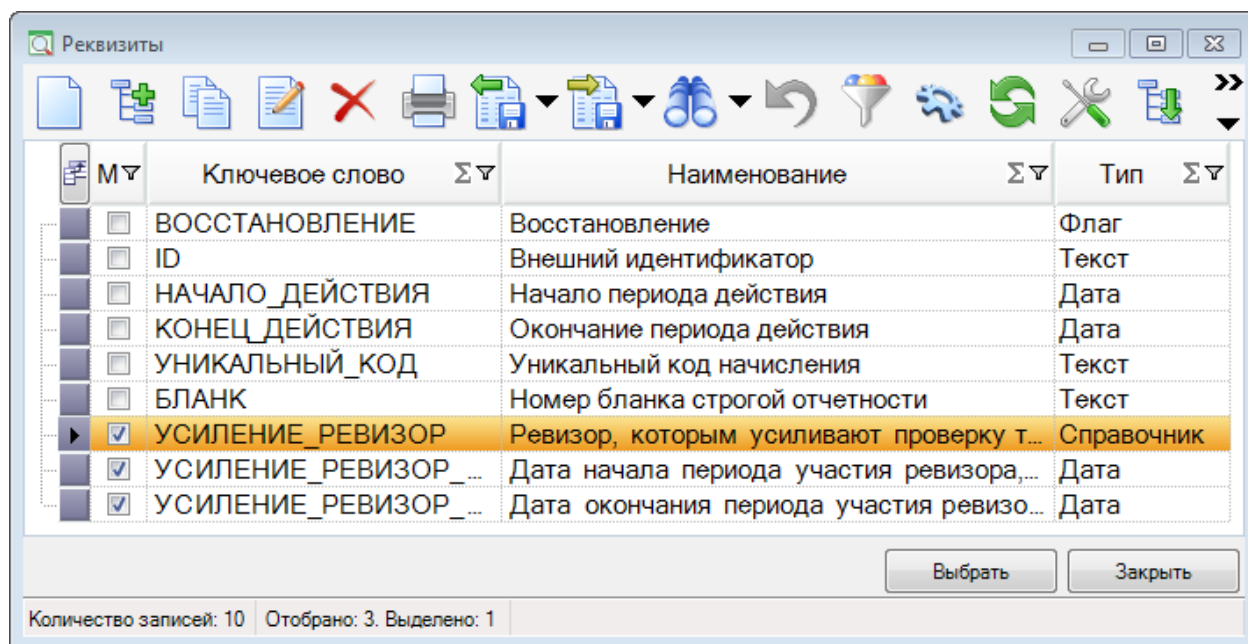 Реквизиты
М Ключевое слово Σ Наименование Σ Тип Σ
ВОССТАНОВЛЕНИЕ Восстановление Флаг
ID Внешний идентификатор Текст
НАЧАЛО_ДЕЙСТВИЯ Начало периода действия Дата
КОНЕЦ_ДЕЙСТВИЯ Окончание периода действия Дата
УНИКАЛЬНЫЙ_КОД Уникальный код начисления Текст
БЛАНК Номер бланка строгой отчетности Текст
УСИЛЕНИЕ_РЕВИЗОР Ревизор, которым усиливают проверку т... Справочник
УСИЛЕНИЕ_РЕВИЗОР_... Дата начала периода участия ревизора,... Дата
УСИЛЕНИЕ_РЕВИЗОР_... Дата окончания периода участия ревизо... Дата
Выбрать Закрыть
Количество записей: 10 Отобрано: 3. Выделено: 1